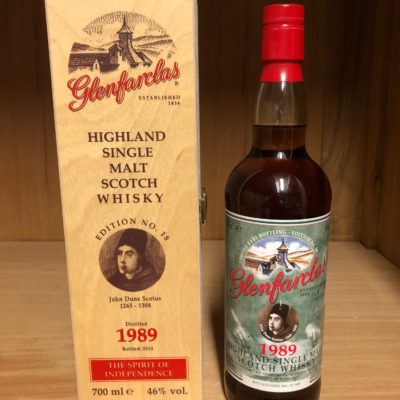 Glenfarclas
ESTABLISHED
1836
HIGHLAND
SINGLE
MALT
SCOTCH
WHISKY
EDITION NO. 18
John Duns Scotus
1265 - 1308
Distilled
1989
Bottled: 2014
THE SPIRIT OF
INDEPENDENCE
700 ml e 46% vol.
Glenfarclas
1989
HIGHLAND SINGLE M
SCOTCH WHISKY